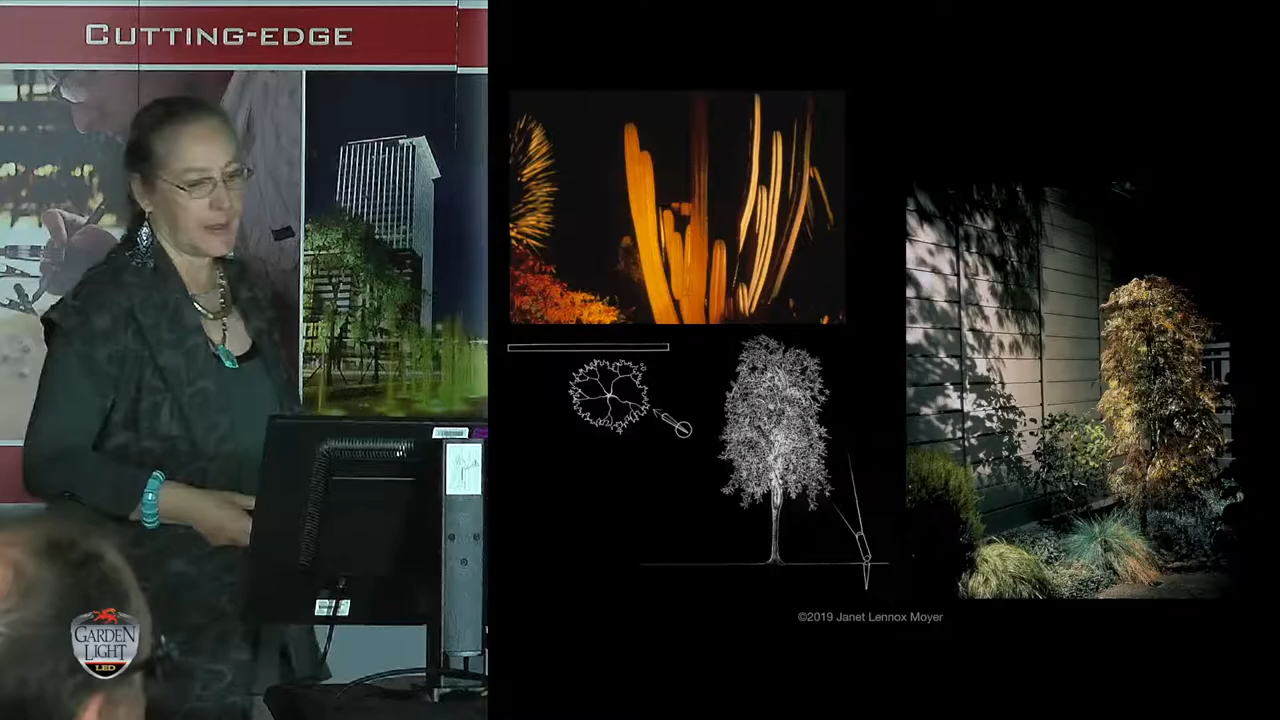 CUTTING-EDGE
GARDEN
LIGHT
LED
©2019 Janet Lennox Moyer